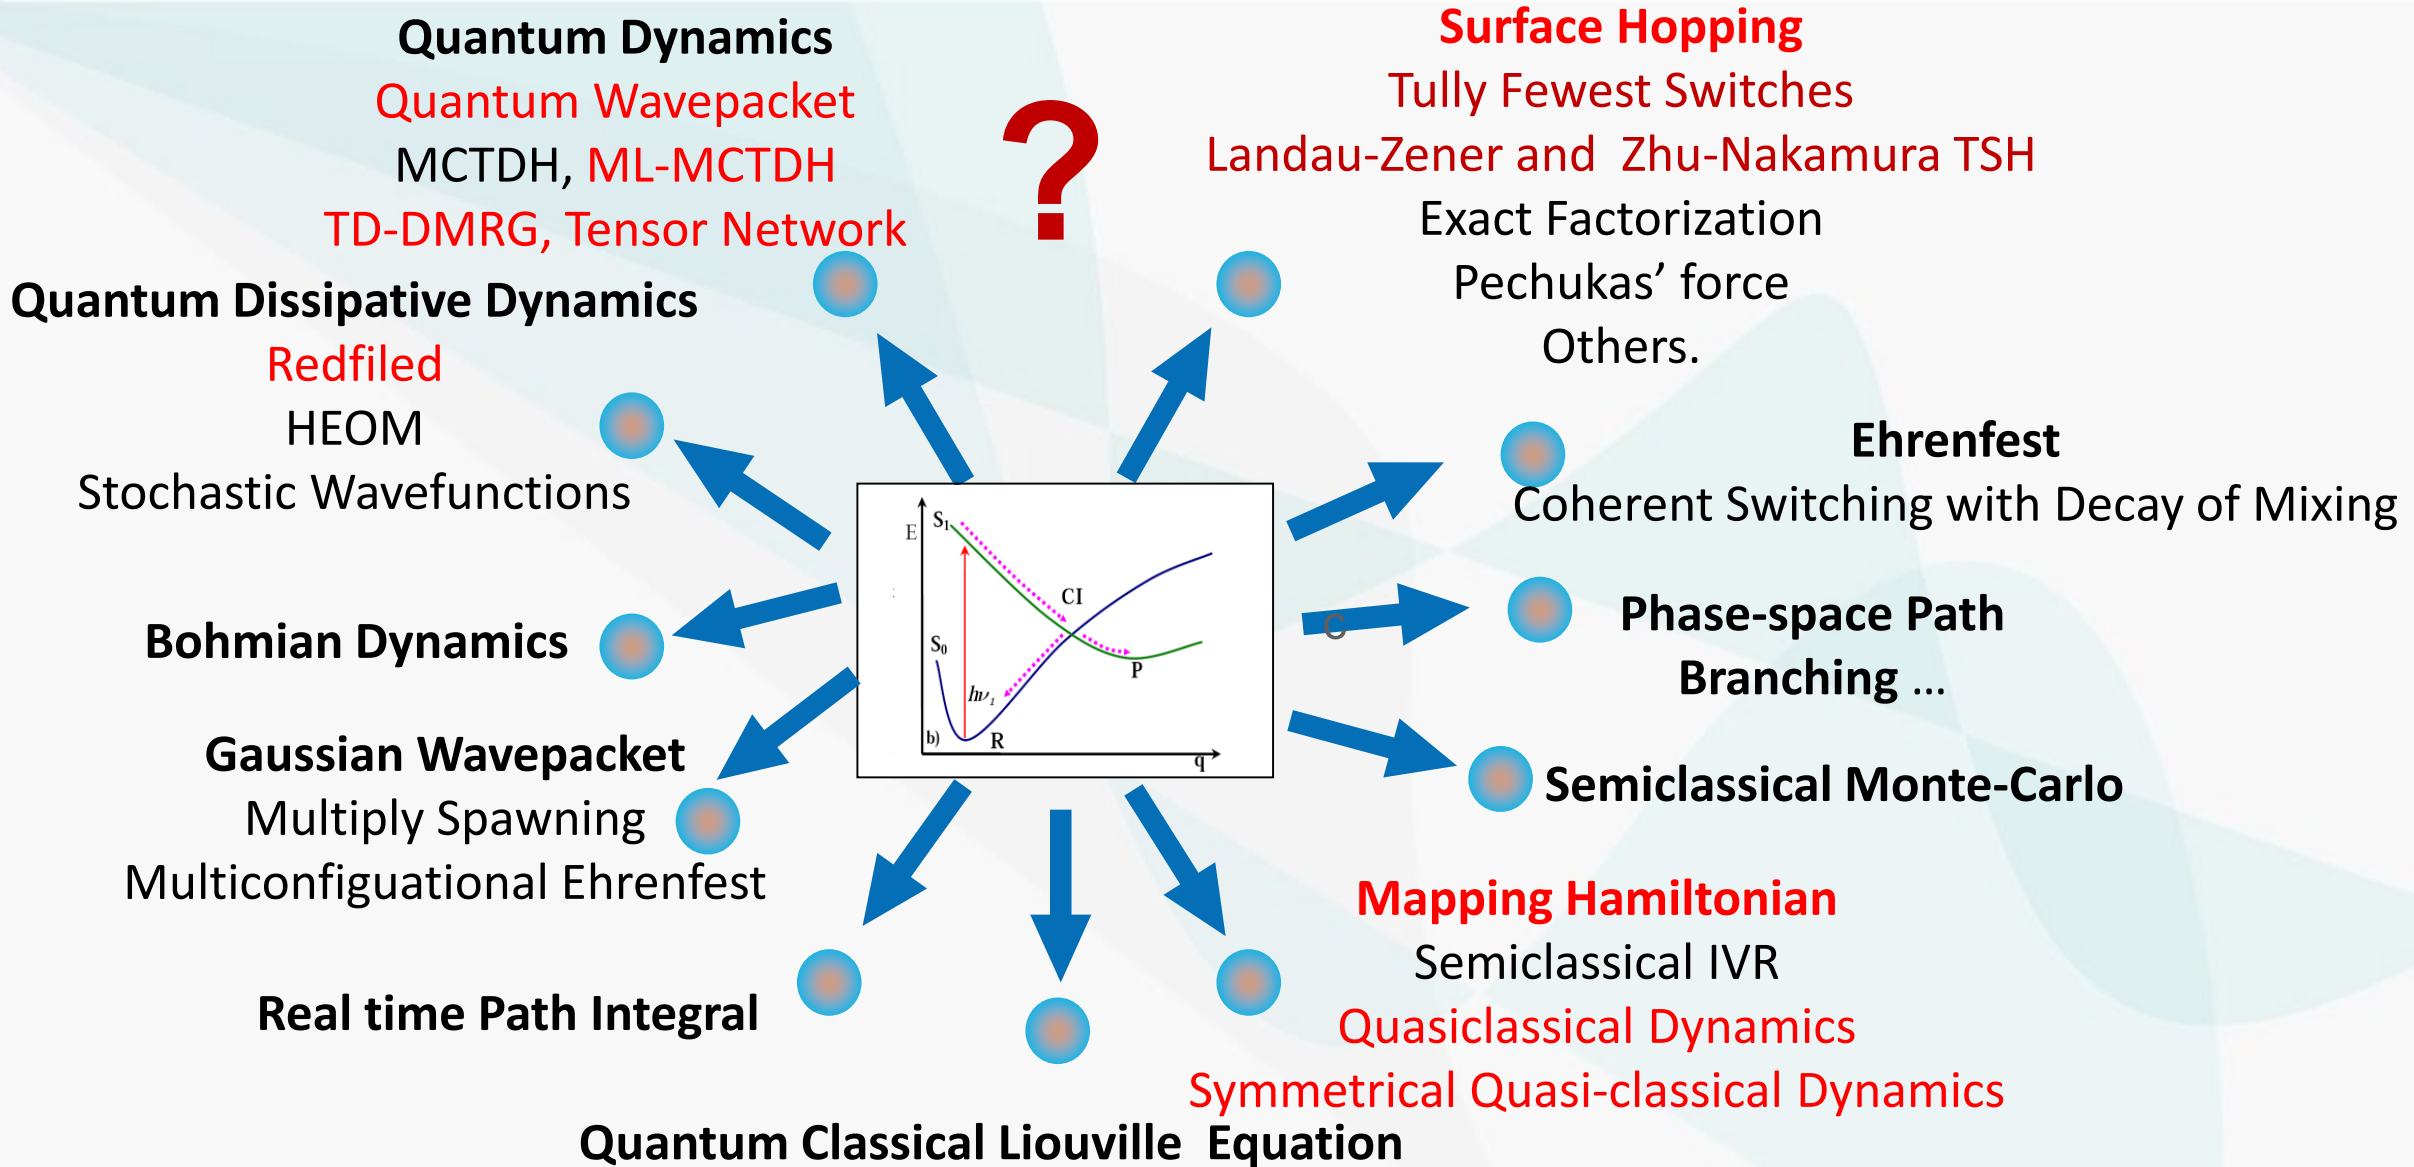 Quantum Dynamics
Quantum Wavepacket
MCTDH, ML-MCTDH
TD-DMRG, Tensor Network
?
Surface Hopping
Tully Fewest Switches
Landau-Zener and  Zhu-Nakamura TSH
Exact Factorization
Pechukas’ force
Others.
Quantum Dissipative Dynamics
Redfiled
HEOM
Stochastic Wavefunctions
Ehrenfest
Coherent Switching with Decay of Mixing
Bohmian Dynamics
E
S₁
CI
S₀
P
hν₁
b)
R
q
C
Phase-space Path
Branching ...
Gaussian Wavepacket
Multiply Spawning
Multiconfiguational Ehrenfest
Semiclassical Monte-Carlo
Real time Path Integral
Mapping Hamiltonian
Semiclassical IVR
Quasiclassical Dynamics
Symmetrical Quasi-classical Dynamics
Quantum Classical Liouville  Equation